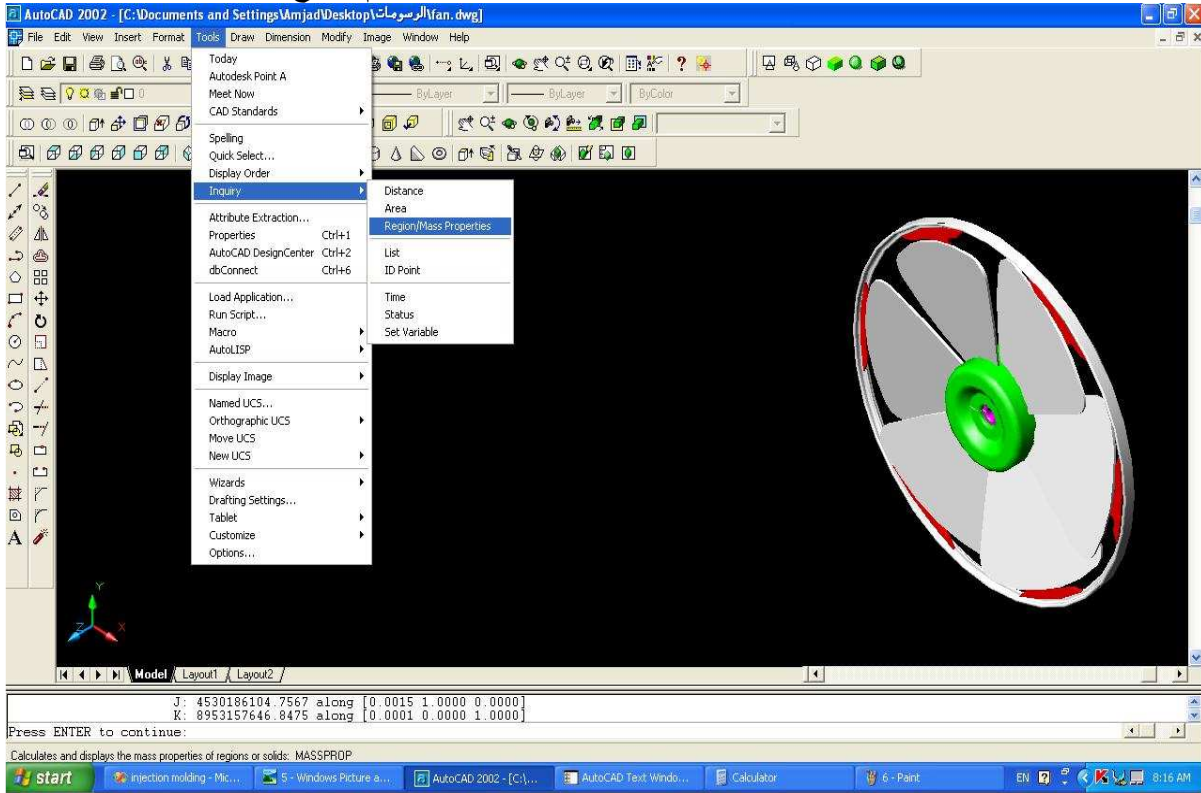 AutoCAD 2002 - [C:\Documents and Settings\Amjad\Desktop\الرسومات\fan.dwg]
File Edit View Insert Format Tools Draw Dimension Modify Image Window Help
Today
Autodesk Point A
Meet Now
CAD Standards
Spelling
Quick Select...
Display Order
Inquiry
Attribute Extraction...
Properties Ctrl+1
AutoCAD DesignCenter Ctrl+2
dbConnect Ctrl+6
Load Application...
Run Script...
Macro
AutoLISP
Display Image
Named UCS...
Orthographic UCS
Move UCS
New UCS
Wizards
Drafting Settings...
Tablet
Customize
Options...
Distance
Area
Region/Mass Properties
List
ID Point
Time
Status
Set Variable
0
ByLayer ByLayer ByColor
A
Y
Z X
Model Layout1 Layout2
J: 4530186104.7567 along [0.0015 1.0000 0.0000]
K: 8953157646.8475 along [0.0001 0.0000 1.0000]
Press ENTER to continue:
Calculates and displays the mass properties of regions or solids: MASSPROP
start injection molding - Mic... 5 - Windows Picture a... AutoCAD 2002 - [C:\... AutoCAD Text Windo... Calculator 6 - Paint EN 8:16 AM